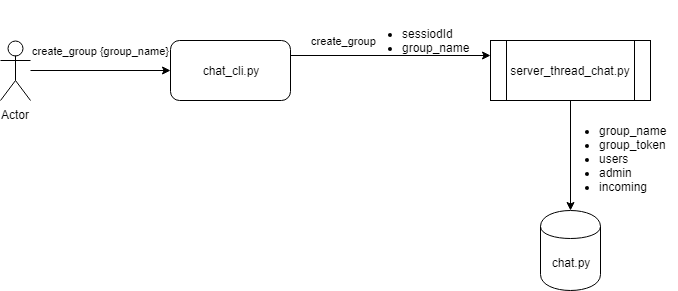 create_group {group_name}
Actor
chat_cli.py
create_group
• sessiodId
• group_name
server_thread_chat.py
• group_name
• group_token
• users
• admin
• incoming
chat.py